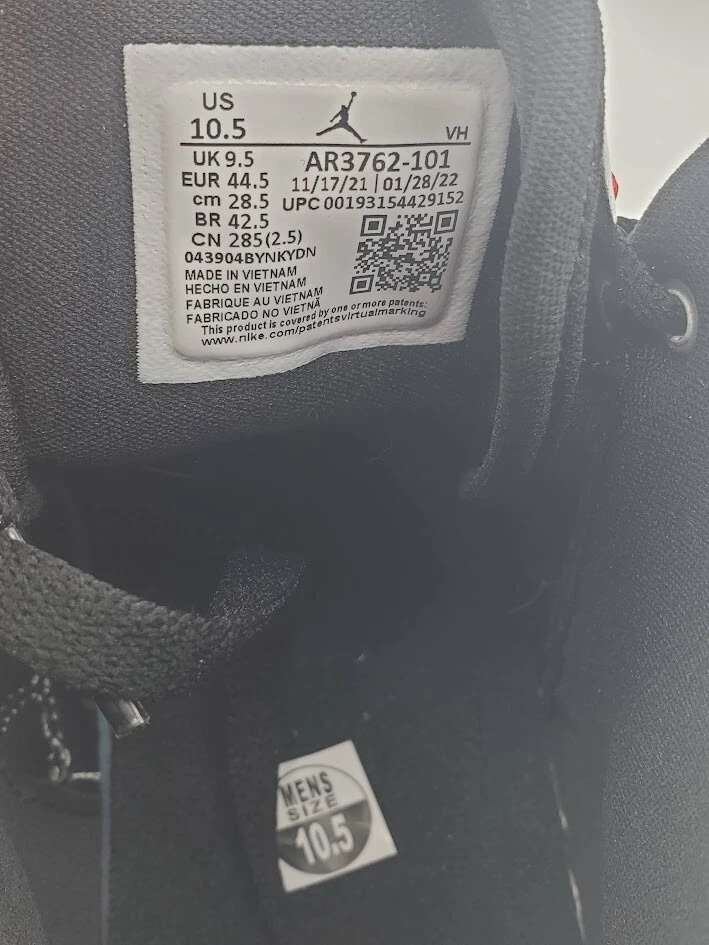 US
10.5
VH
UK 9.5
AR3762-101
EUR 44.5
11/17/21 | 01/28/22
cm 28.5
UPC 00193154429152
BR 42.5
CN 285(2.5)
043904BYNKYDN
MADE IN VIETNAM
HECHO EN VIETNAM
FABRIQUE AU VIETNAM
FABRICADO NO VIETNÃ
This product is covered by one or more patents:
www.nike.com/patentsvirtualmarking
MENS
SIZE
10.5